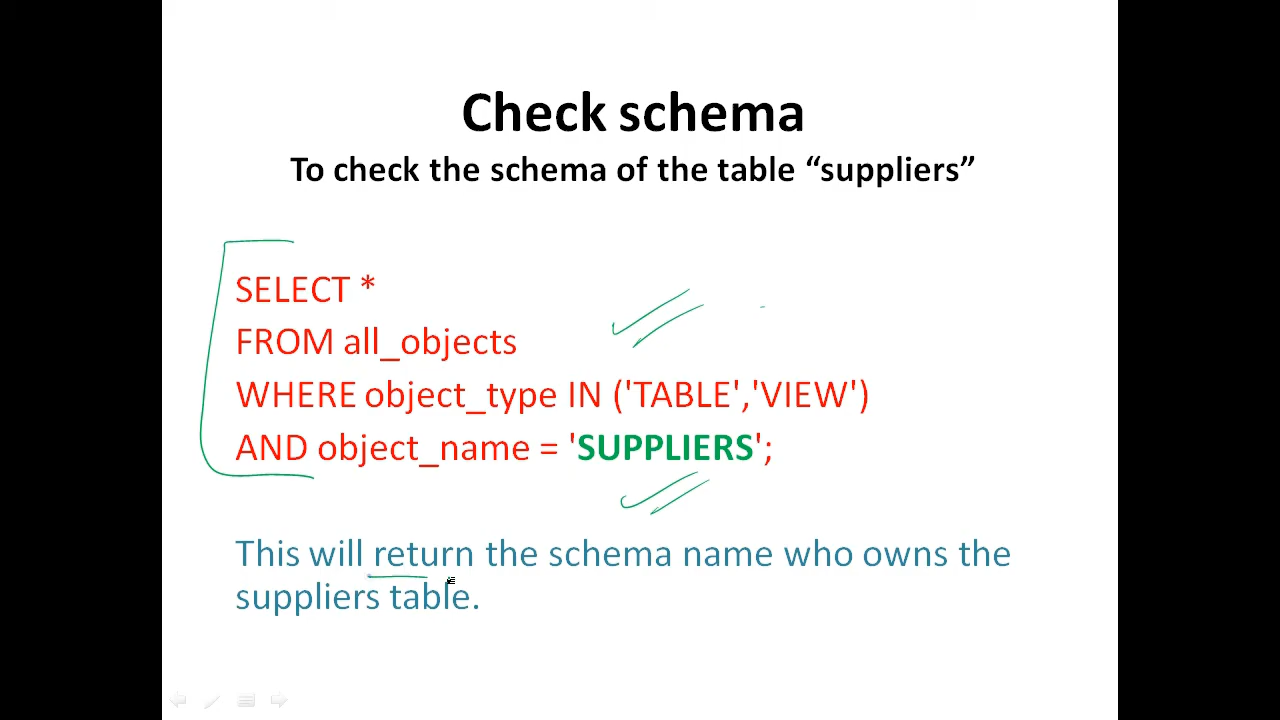 Check schema
To check the schema of the table “suppliers”
SELECT *
FROM all_objects
WHERE object_type IN ('TABLE','VIEW')
AND object_name = 'SUPPLIERS';
This will return the schema name who owns the
suppliers table.